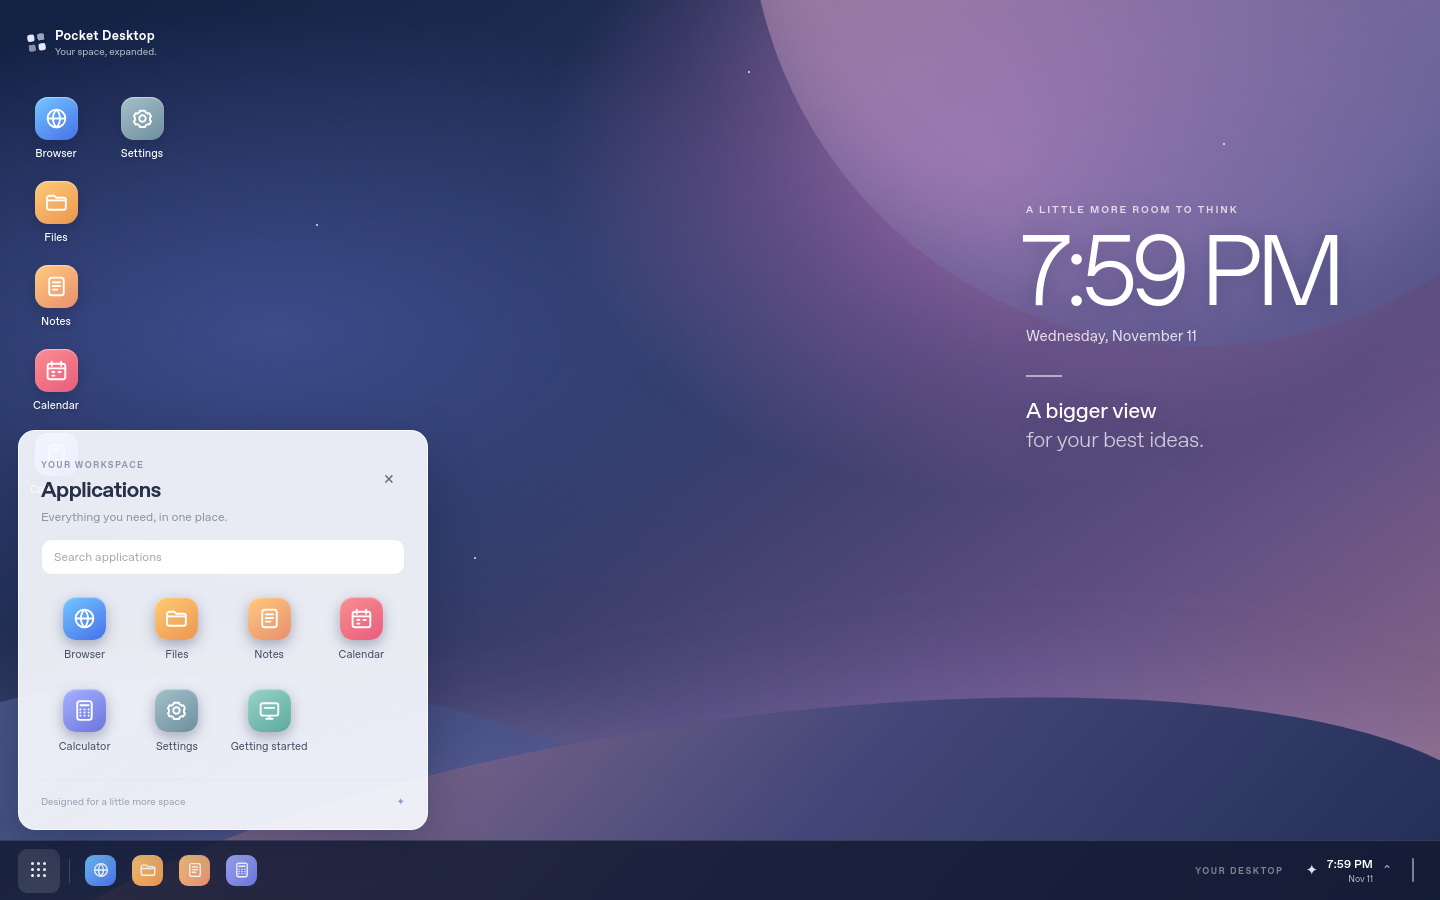 Pocket Desktop
Your space, expanded.
Browser
Settings
Files
Notes
Calendar
A LITTLE MORE ROOM TO THINK
7:59 PM
Wednesday, November 11
A bigger view
for your best ideas.
YOUR WORKSPACE
Applications
Everything you need, in one place.
Search applications
Browser
Files
Notes
Calendar
Calculator
Settings
Getting started
Designed for a little more space
YOUR DESKTOP
7:59 PM
Nov 11